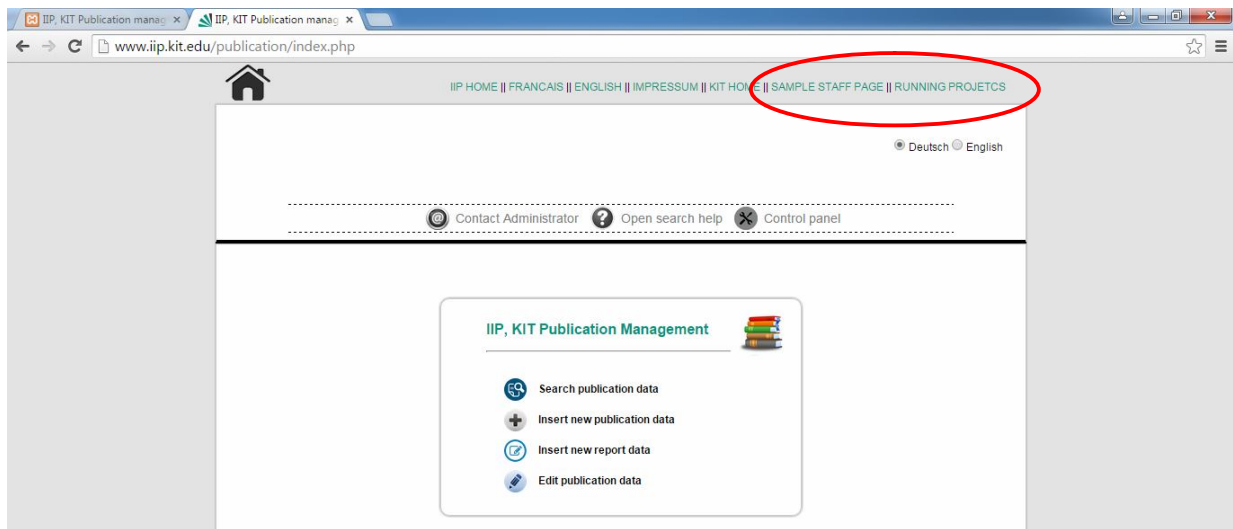 IIP, KIT Publication manag IIP, KIT Publication manag
www.iip.kit.edu/publication/index.php
IIP HOME || FRANCAIS || ENGLISH || IMPRESSUM || KIT HOME || SAMPLE STAFF PAGE || RUNNING PROJETCS
Deutsch English
Contact Administrator Open search help Control panel
IIP, KIT Publication Management
Search publication data
Insert new publication data
Insert new report data
Edit publication data